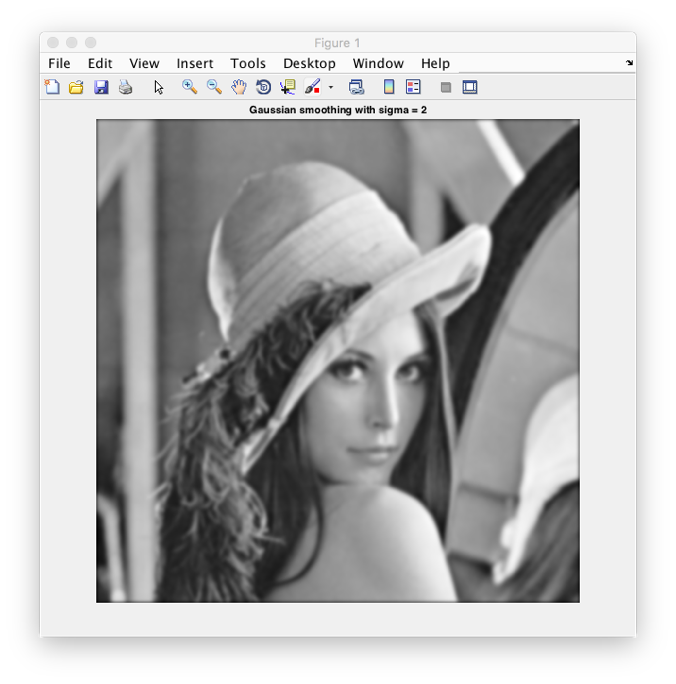 Figure 1
File Edit View Insert Tools Desktop Window Help
Gaussian smoothing with sigma = 2